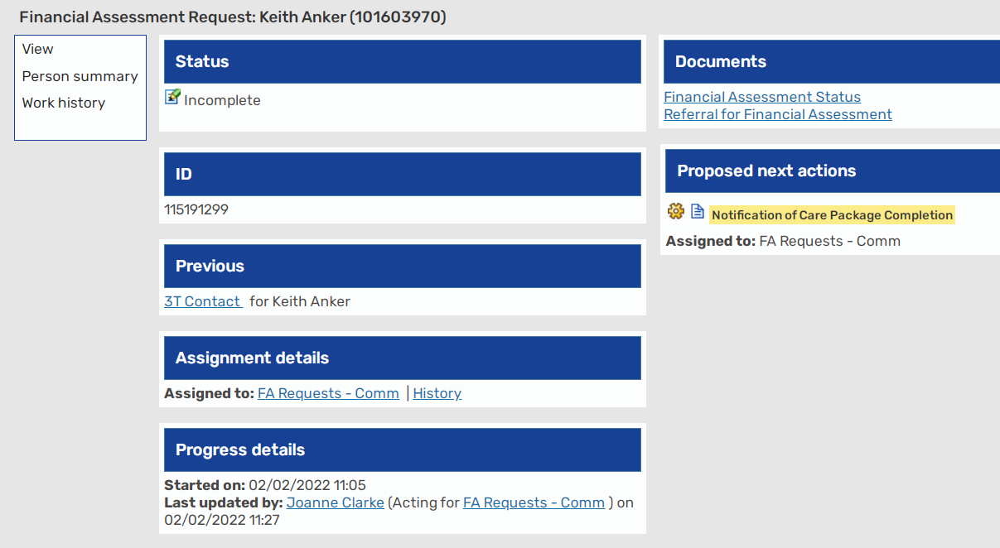 Financial Assessment Request: Keith Anker (101603970)
View
Person summary
Work history
Status
Incomplete
ID
115191299
Previous
3T Contact for Keith Anker
Assignment details
Assigned to: FA Requests - Comm | History
Progress details
Started on: 02/02/2022 11:05
Last updated by: Joanne Clarke (Acting for FA Requests - Comm ) on
02/02/2022 11:27
Documents
Financial Assessment Status
Referral for Financial Assessment
Proposed next actions
Notification of Care Package Completion
Assigned to: FA Requests - Comm